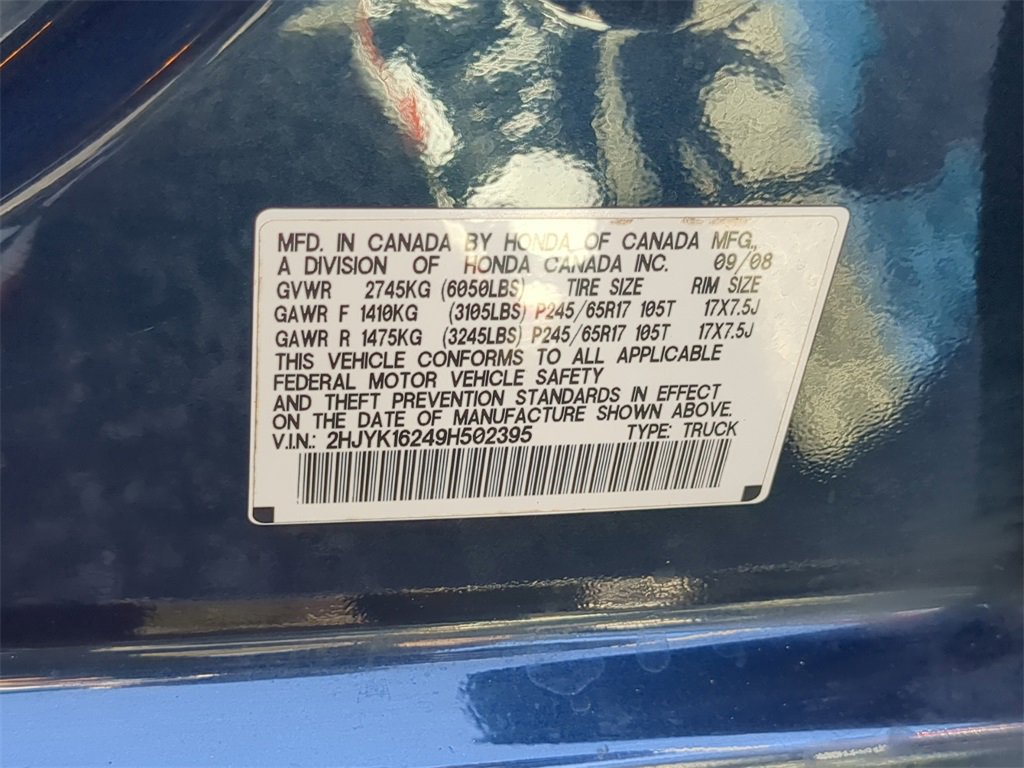 MFD. IN CANADA BY HONDA OF CANADA MFG.,
A DIVISION OF HONDA CANADA INC. 09/08
GVWR 2745KG (6050LBS) TIRE SIZE RIM SIZE
GAWR F 1410KG (3105LBS) P245/65R17 105T 17X7.5J
GAWR R 1475KG (3245LBS) P245/65R17 105T 17X7.5J
THIS VEHICLE CONFORMS TO ALL APPLICABLE
FEDERAL MOTOR VEHICLE SAFETY
AND THEFT PREVENTION STANDARDS IN EFFECT
ON THE DATE OF MANUFACTURE SHOWN ABOVE.
V.I.N.: 2HJYK16249H502395 TYPE: TRUCK